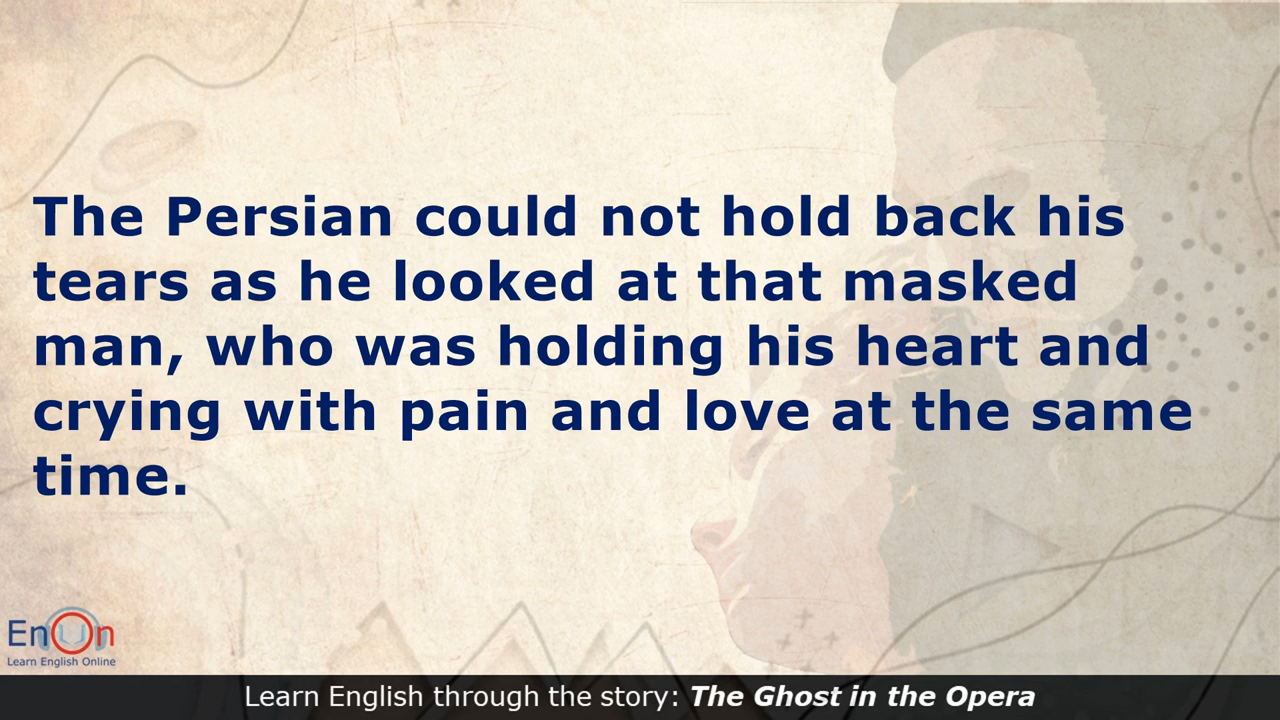 The Persian could not hold back his
tears as he looked at that masked
man, who was holding his heart and
crying with pain and love at the same
time.
EnOn
Learn English Online
Learn English through the story: The Ghost in the Opera